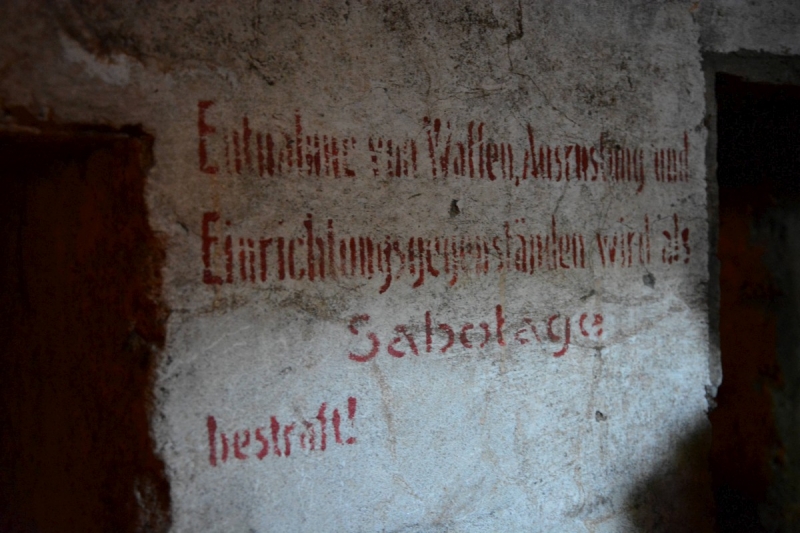 Entnahme von Waffen, Ausrüstung und
Einrichtungsgegenständen wird als
Sabotage
bestraft!